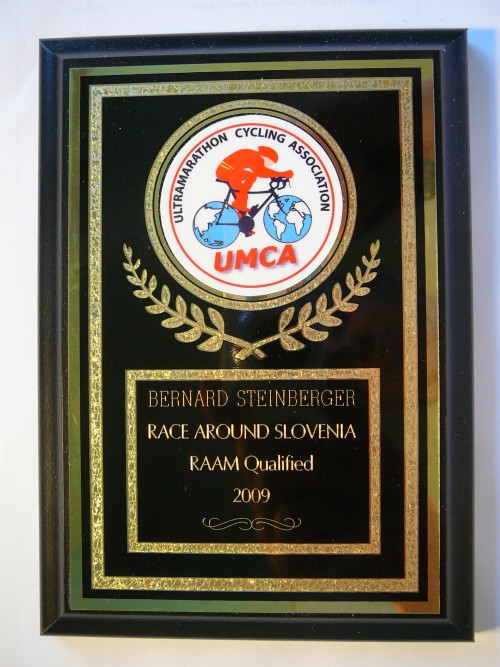 ULTRAMARATHON CYCLING ASSOCIATION
UMCA
BERNARD STEINBERGER
RACE AROUND SLOVENIA
RAAM Qualified
2009